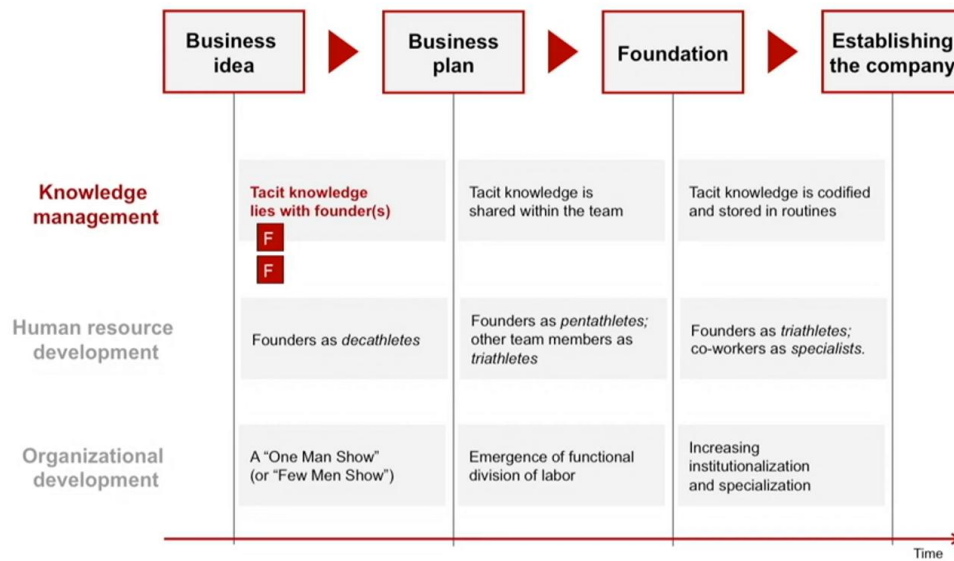 Business
idea
Business
plan
Foundation
Establishing
the company
Knowledge
management
Tacit knowledge
lies with founder(s)
F
F
Tacit knowledge is
shared within the team
Tacit knowledge is codified
and stored in routines
Human resource
development
Founders as decathletes
Founders as pentathletes;
other team members as
triathletes
Founders as triathletes;
co-workers as specialists.
Organizational
development
A “One Man Show”
(or “Few Men Show”)
Emergence of functional
division of labor
Increasing
institutionalization
and specialization
Time